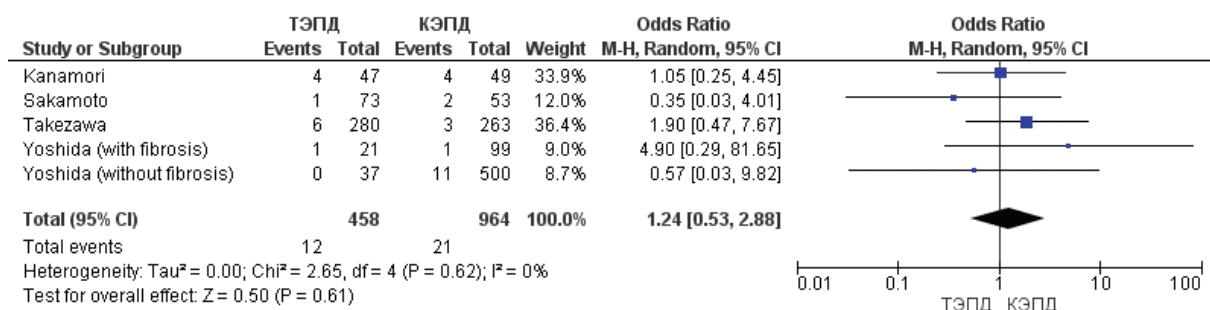 ТЭПД КЭПД Odds Ratio Odds Ratio
Study or Subgroup Events Total Events Total Weight M-H, Random, 95% CI M-H, Random, 95% CI
Kanamori 4 47 4 49 33.9% 1.05 [0.25, 4.45]
Sakamoto 1 73 2 53 12.0% 0.35 [0.03, 4.01]
Takezawa 6 280 3 263 36.4% 1.90 [0.47, 7.67]
Yoshida (with fibrosis) 1 21 1 99 9.0% 4.90 [0.29, 81.65]
Yoshida (without fibrosis) 0 37 11 500 8.7% 0.57 [0.03, 9.82]
Total (95% CI) 458 964 100.0% 1.24 [0.53, 2.88]
Total events 12 21
Heterogeneity: Tau² = 0.00; Chi² = 2.65, df = 4 (P = 0.62); I² = 0%
Test for overall effect: Z = 0.50 (P = 0.61)
0.01 0.1 1 10 100
ТЭПД КЭПД